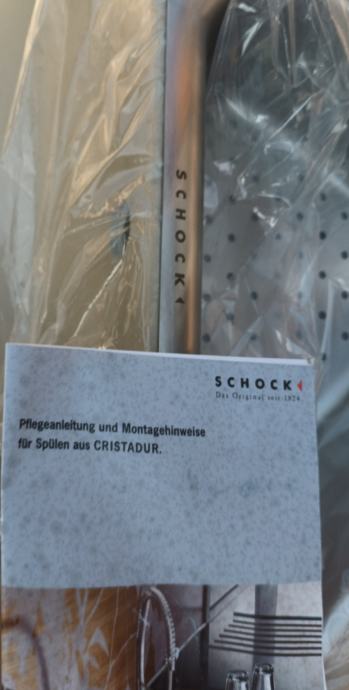 SCHOCK
SCHOCK
Das Original seit 1924
Pflegeanleitung und Montagehinweise
für Spülen aus CRISTADUR.